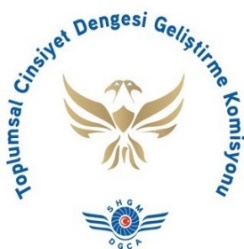 Toplumsal Cinsiyet Dengesi Geliştirme Komisyonu
SHGM
DGCA